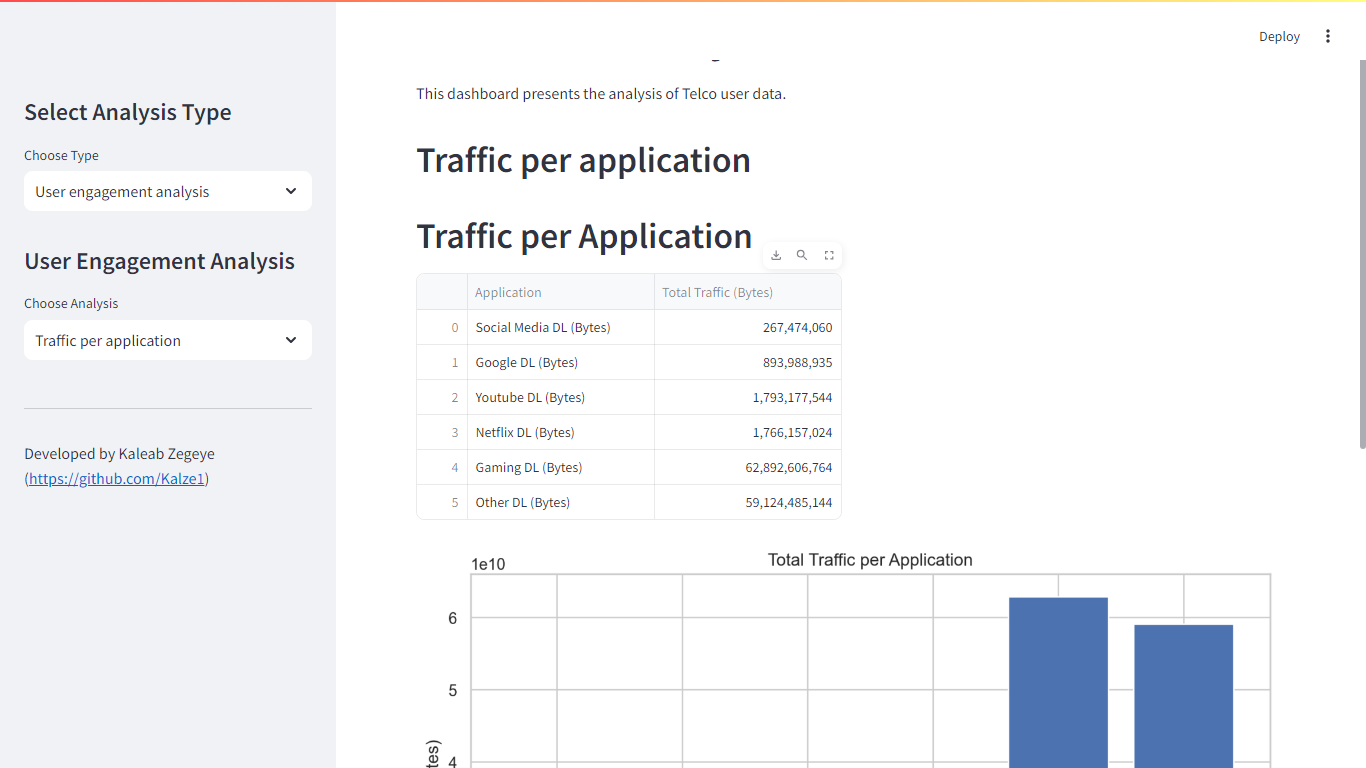 Deploy
Select Analysis Type
Choose Type
User engagement analysis
User Engagement Analysis
Choose Analysis
Traffic per application
Developed by Kaleab Zegeye
(https://github.com/Kalze1)
This dashboard presents the analysis of Telco user data.
Traffic per application
Traffic per Application
Application Total Traffic (Bytes)
0 Social Media DL (Bytes) 267,474,060
1 Google DL (Bytes) 893,988,935
2 Youtube DL (Bytes) 1,793,177,544
3 Netflix DL (Bytes) 1,766,157,024
4 Gaming DL (Bytes) 62,892,606,764
5 Other DL (Bytes) 59,124,485,144
1e10
Total Traffic per Application
6
5
4